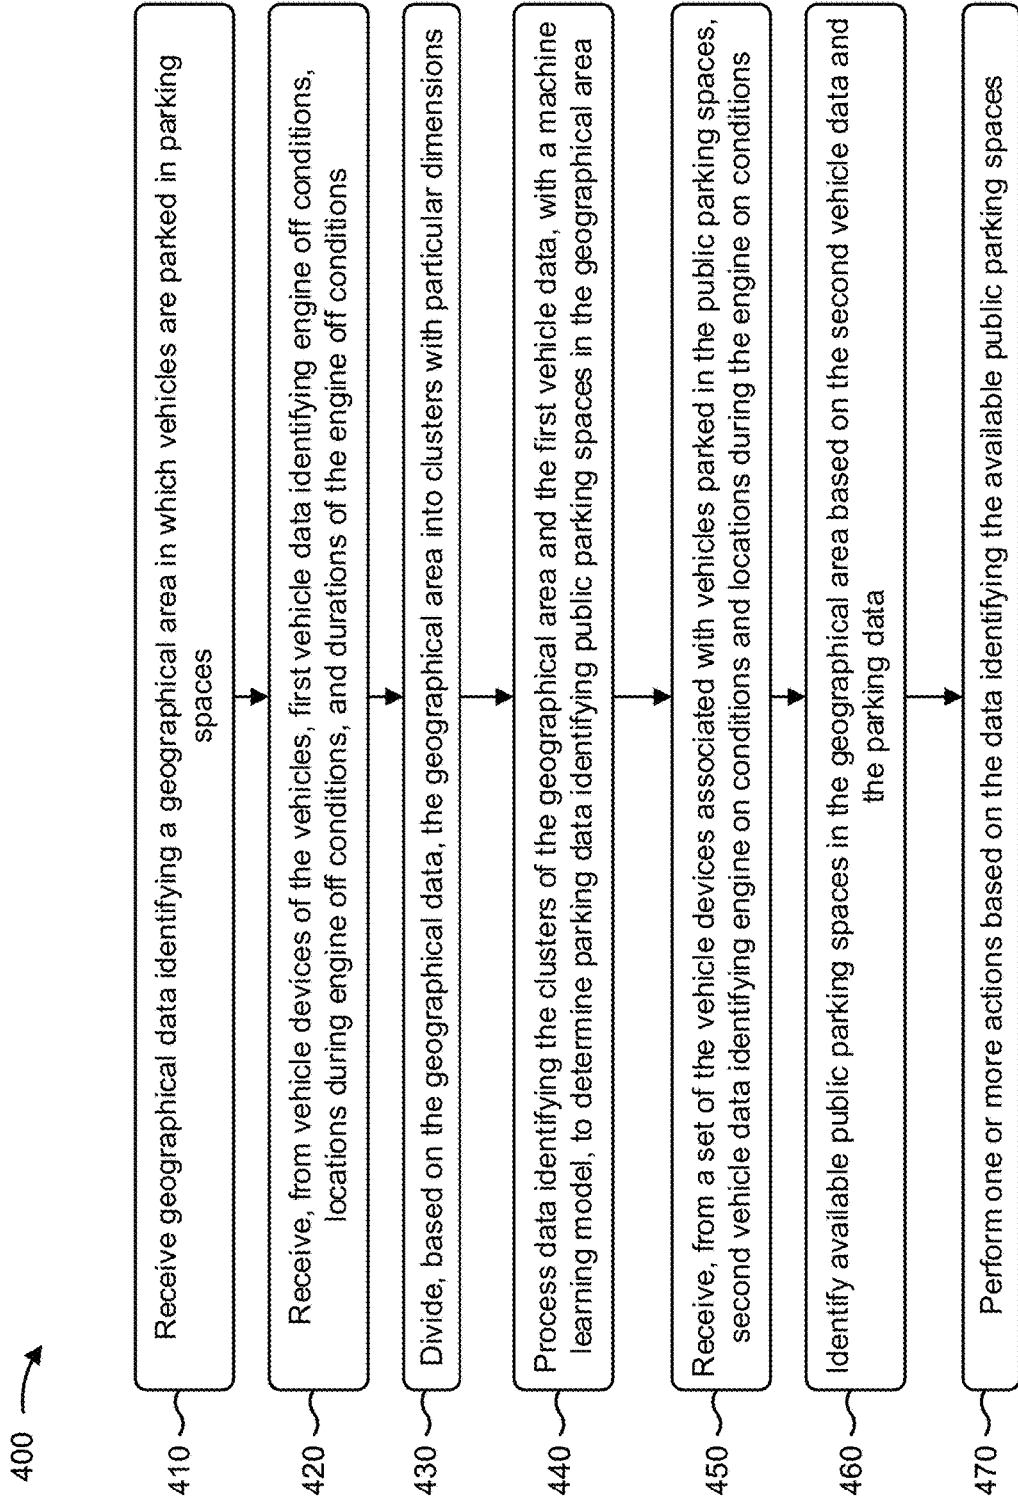 400
410
Receive geographical data identifying a geographical area in which vehicles are parked in parking
spaces
420
Receive, from vehicle devices of the vehicles, first vehicle data identifying engine off conditions,
locations during engine off conditions, and durations of the engine off conditions
430
Divide, based on the geographical data, the geographical area into clusters with particular dimensions
440
Process data identifying the clusters of the geographical area and the first vehicle data, with a machine
learning model, to determine parking data identifying public parking spaces in the geographical area
450
Receive, from a set of the vehicle devices associated with vehicles parked in the public parking spaces,
second vehicle data identifying engine on conditions and locations during the engine on conditions
460
Identify available public parking spaces in the geographical area based on the second vehicle data and
the parking data
470
Perform one or more actions based on the data identifying the available public parking spaces